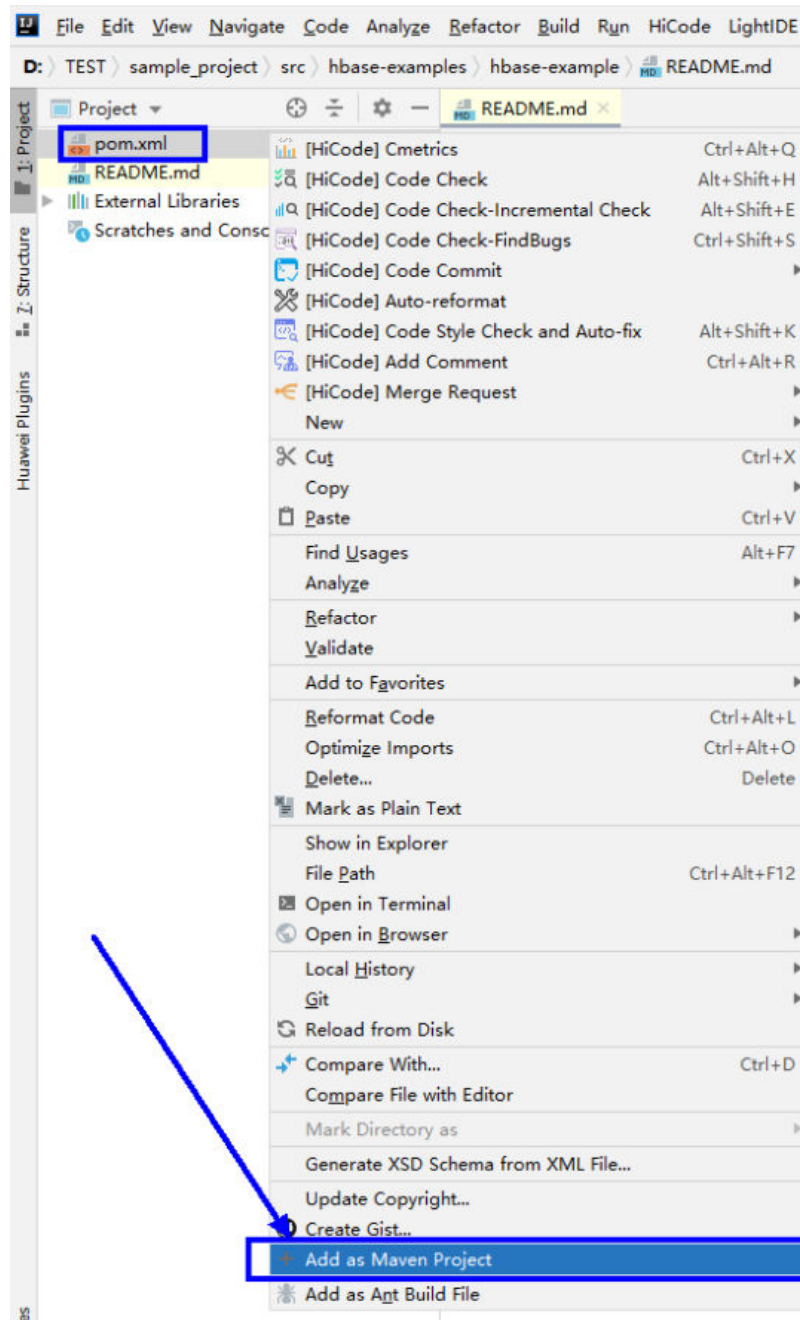 File Edit View Navigate Code Analyze Refactor Build Run HiCode LightIDE
D: TEST sample_project src hbase-examples hbase-example README.md
Project README.md
1: Project
Z: Structure
Huawei Plugins
pom.xml
README.md
External Libraries
Scratches and Consc
[HiCode] Cmetrics Ctrl+Alt+Q
[HiCode] Code Check Alt+Shift+H
[HiCode] Code Check-Incremental Check Alt+Shift+E
[HiCode] Code Check-FindBugs Ctrl+Shift+S
[HiCode] Code Commit
[HiCode] Auto-reformat
[HiCode] Code Style Check and Auto-fix Alt+Shift+K
[HiCode] Add Comment Ctrl+Alt+R
[HiCode] Merge Request
New
Cut Ctrl+X
Copy
Paste Ctrl+V
Find Usages Alt+F7
Analyze
Refactor
Validate
Add to Favorites
Reformat Code Ctrl+Alt+L
Optimize Imports Ctrl+Alt+O
Delete... Delete
Mark as Plain Text
Show in Explorer
File Path Ctrl+Alt+F12
Open in Terminal
Open in Browser
Local History
Git
Reload from Disk
Compare With... Ctrl+D
Compare File with Editor
Mark Directory as
Generate XSD Schema from XML File...
Update Copyright...
Create Gist...
Add as Maven Project
Add as Ant Build File